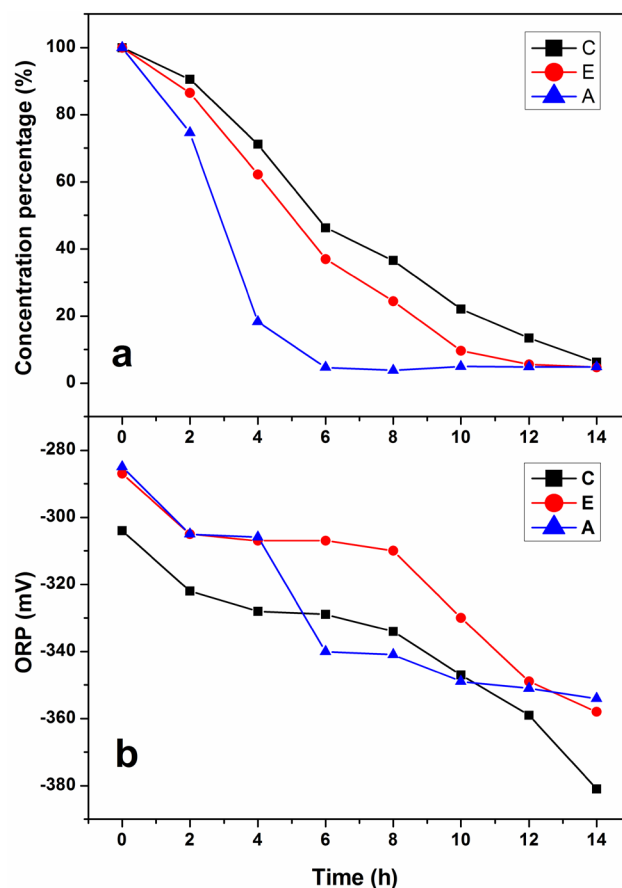 Concentration percentage (%)
100
80
60
40
20
0
C
E
A
a
0 2 4 6 8 10 12 14
ORP (mV)
-280
-300
-320
-340
-360
-380
C
E
A
b
0 2 4 6 8 10 12 14
Time (h)